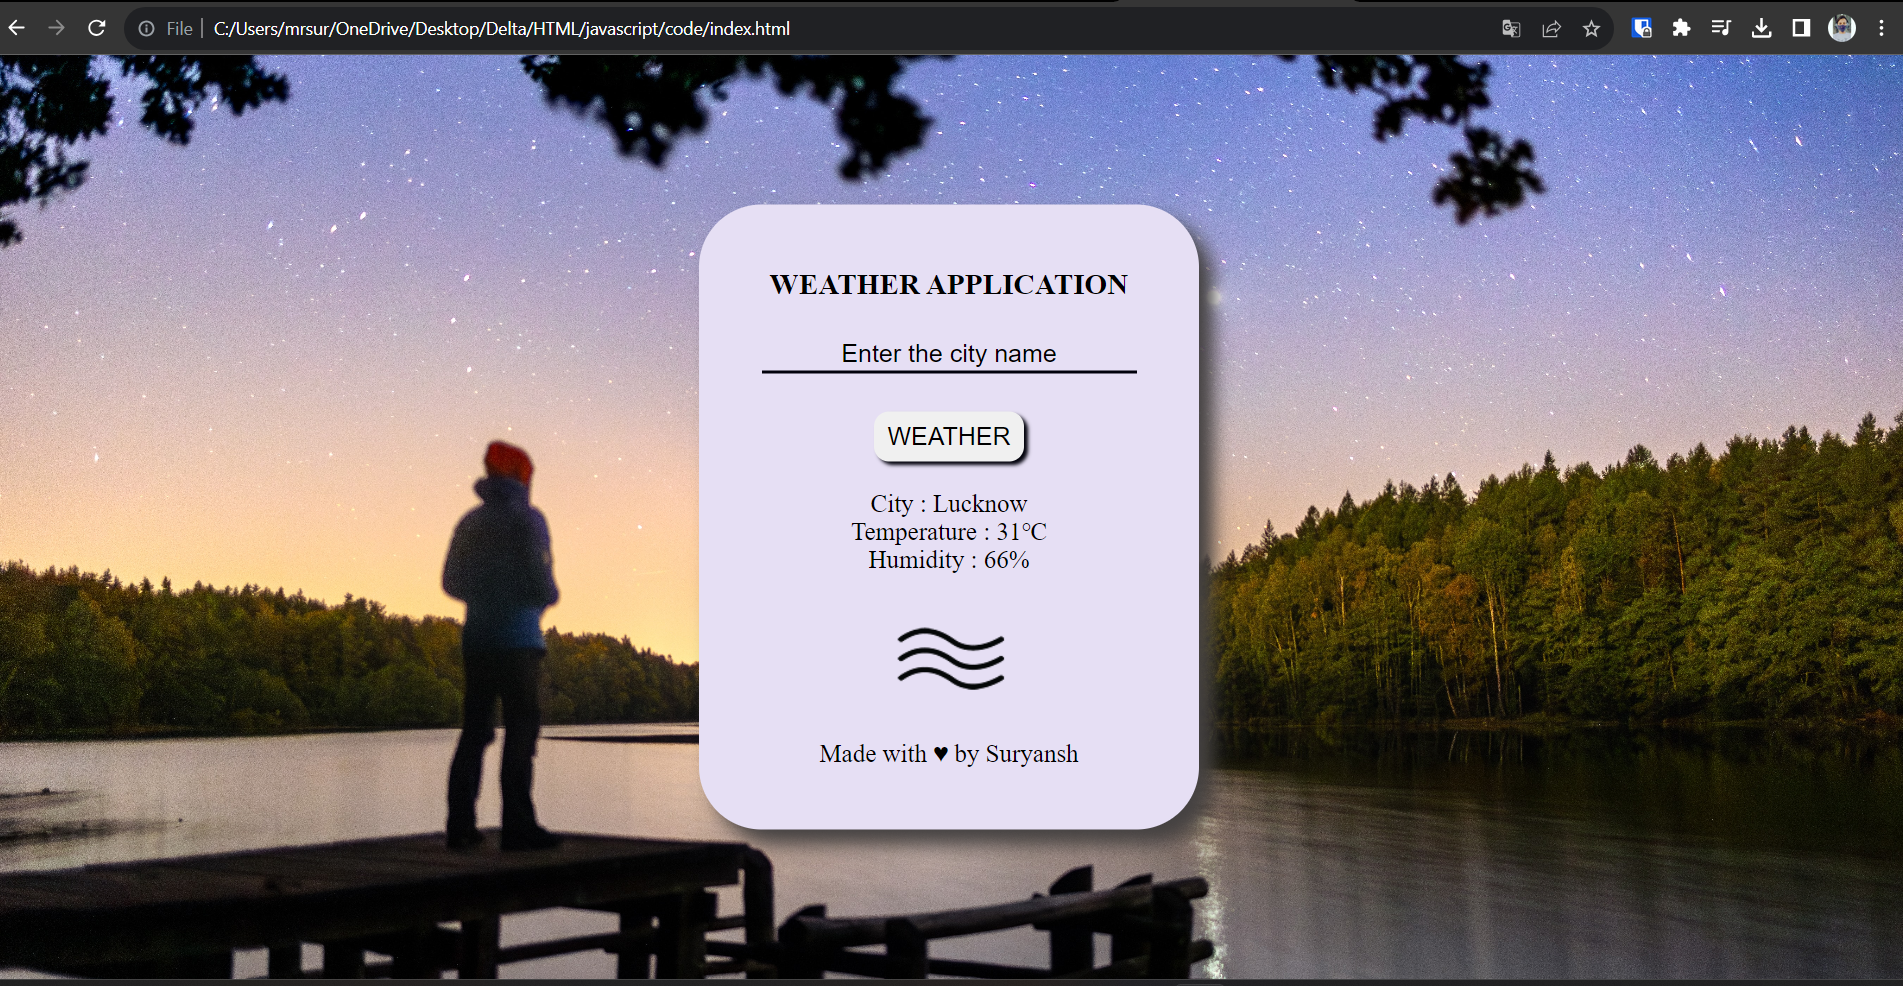 File
C:/Users/mrsur/OneDrive/Desktop/Delta/HTML/javascript/code/index.html
WEATHER APPLICATION
Enter the city name
WEATHER
City : Lucknow
Temperature : 31°C
Humidity : 66%
Made with ♥ by Suryansh